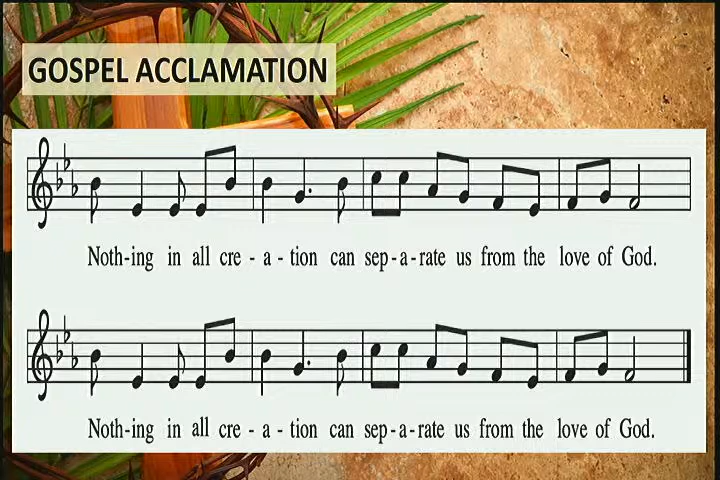 GOSPEL ACCLAMATION
Noth-ing in all cre - a - tion can sep-a-rate us from the love of God.
Noth-ing in all cre - a - tion can sep-a-rate us from the love of God.